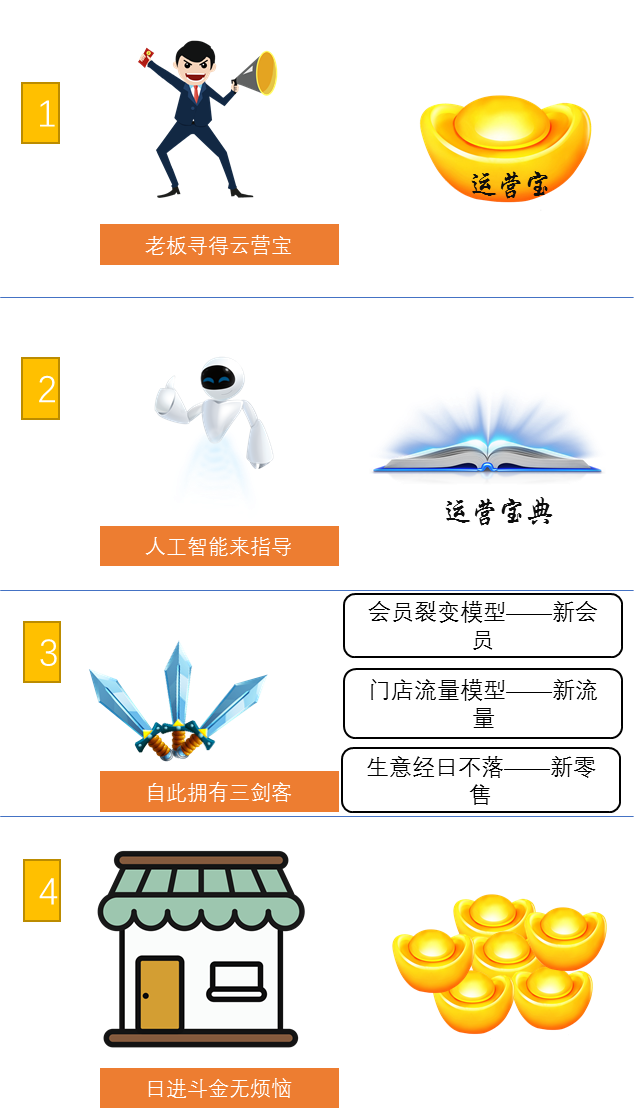 1
运营宝
老板寻得云营宝
2
运营宝典
人工智能来指导
3
会员裂变模型——新会
员
门店流量模型——新流
量
生意经日不落——新零
售
自此拥有三剑客
4
日进斗金无烦恼